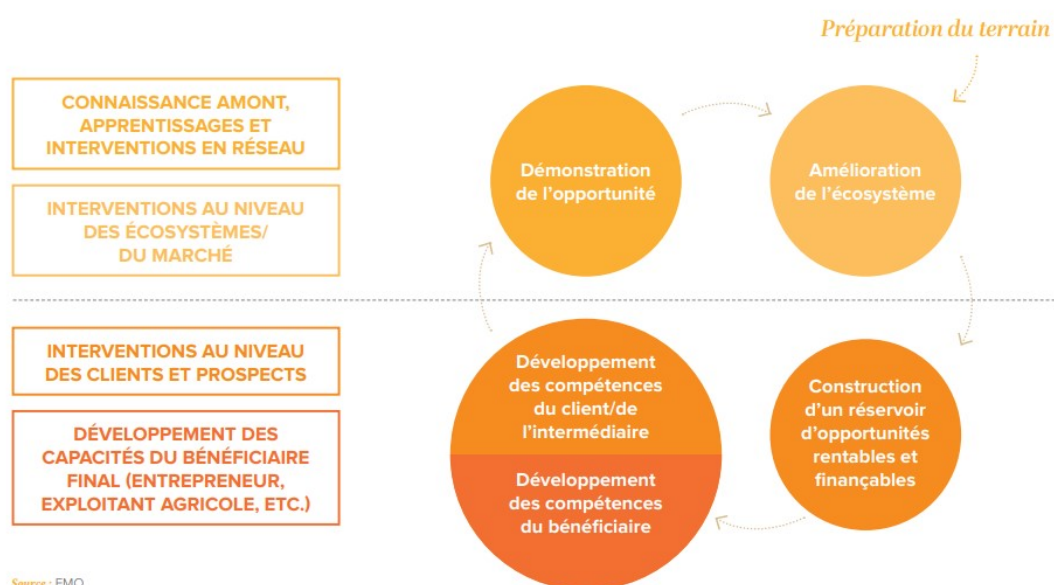 Préparation du terrain
CONNAISSANCE AMONT,
APPRENTISSAGES ET
INTERVENTIONS EN RÉSEAU
INTERVENTIONS AU NIVEAU
DES ÉCOSYSTÈMES/
DU MARCHÉ
Démonstration
de l’opportunité
Amélioration
de l’écosystème
INTERVENTIONS AU NIVEAU
DES CLIENTS ET PROSPECTS
DÉVELOPPEMENT DES
CAPACITÉS DU BÉNÉFICIAIRE
FINAL (ENTREPRENEUR,
EXPLOITANT AGRICOLE, ETC.)
Développement
des compétences
du client/de
l’intermédiaire
Développement
des compétences
du bénéficiaire
Construction
d’un réservoir
d’opportunités
rentables et
finançables
Source : FMO